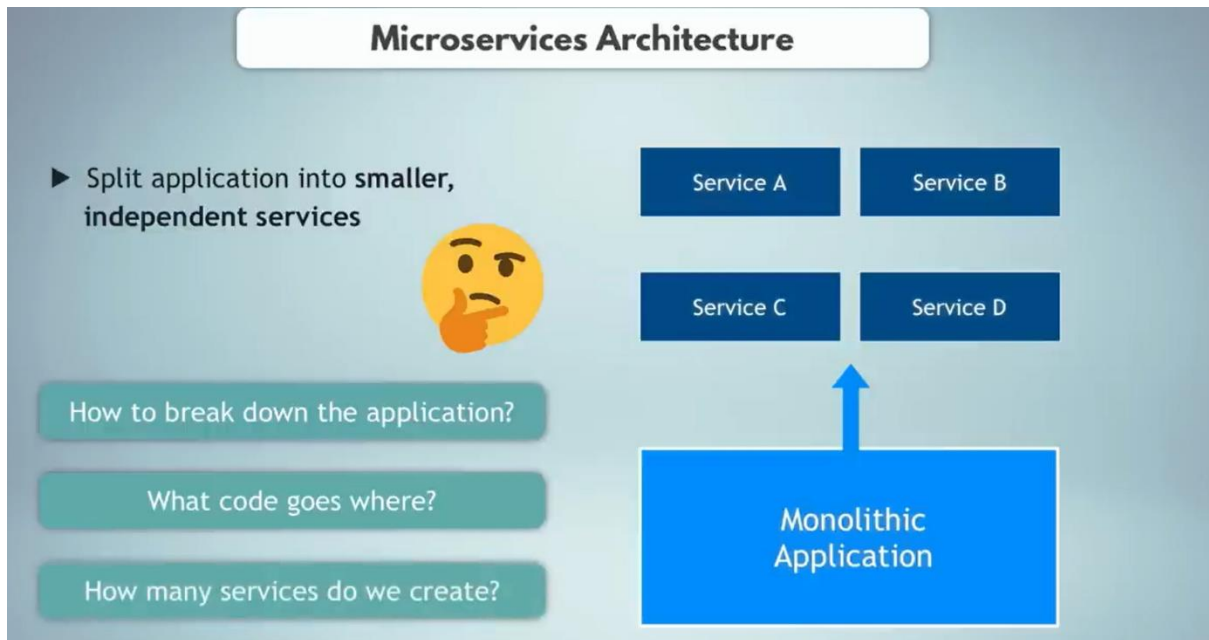 Microservices Architecture
▶ Split application into smaller,
independent services
How to break down the application?
What code goes where?
How many services do we create?
Service A
Service B
Service C
Service D
Monolithic
Application